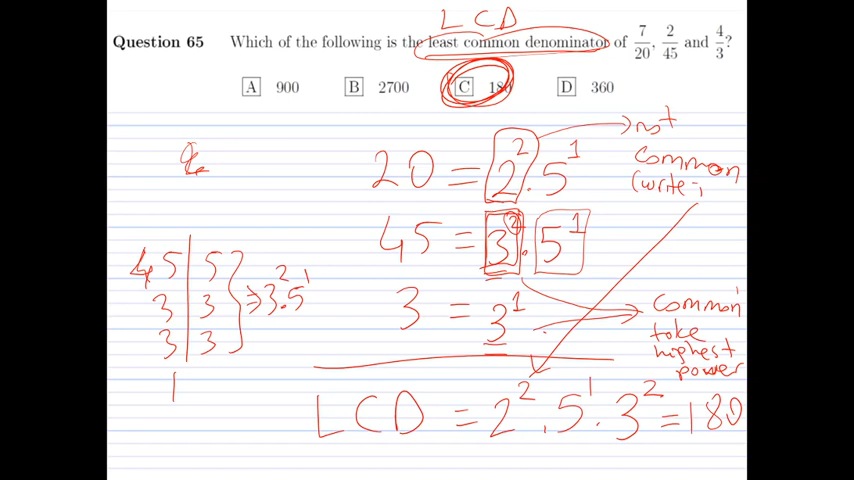 LCD
Question 65 Which of the following is the least common denominator of 7/20, 2/45 and 4/3?
A 900 B 2700 C 180 D 360
20 = 2^2 . 5^1
not
common
(write
45 = 3^2 . 5^1
45 | 5
3 | 3
3 | 3
1
=> 3^2 . 5^1
3 = 3^1
common
take
highest
power
LCD = 2^2 . 5^1 . 3^2 = 180